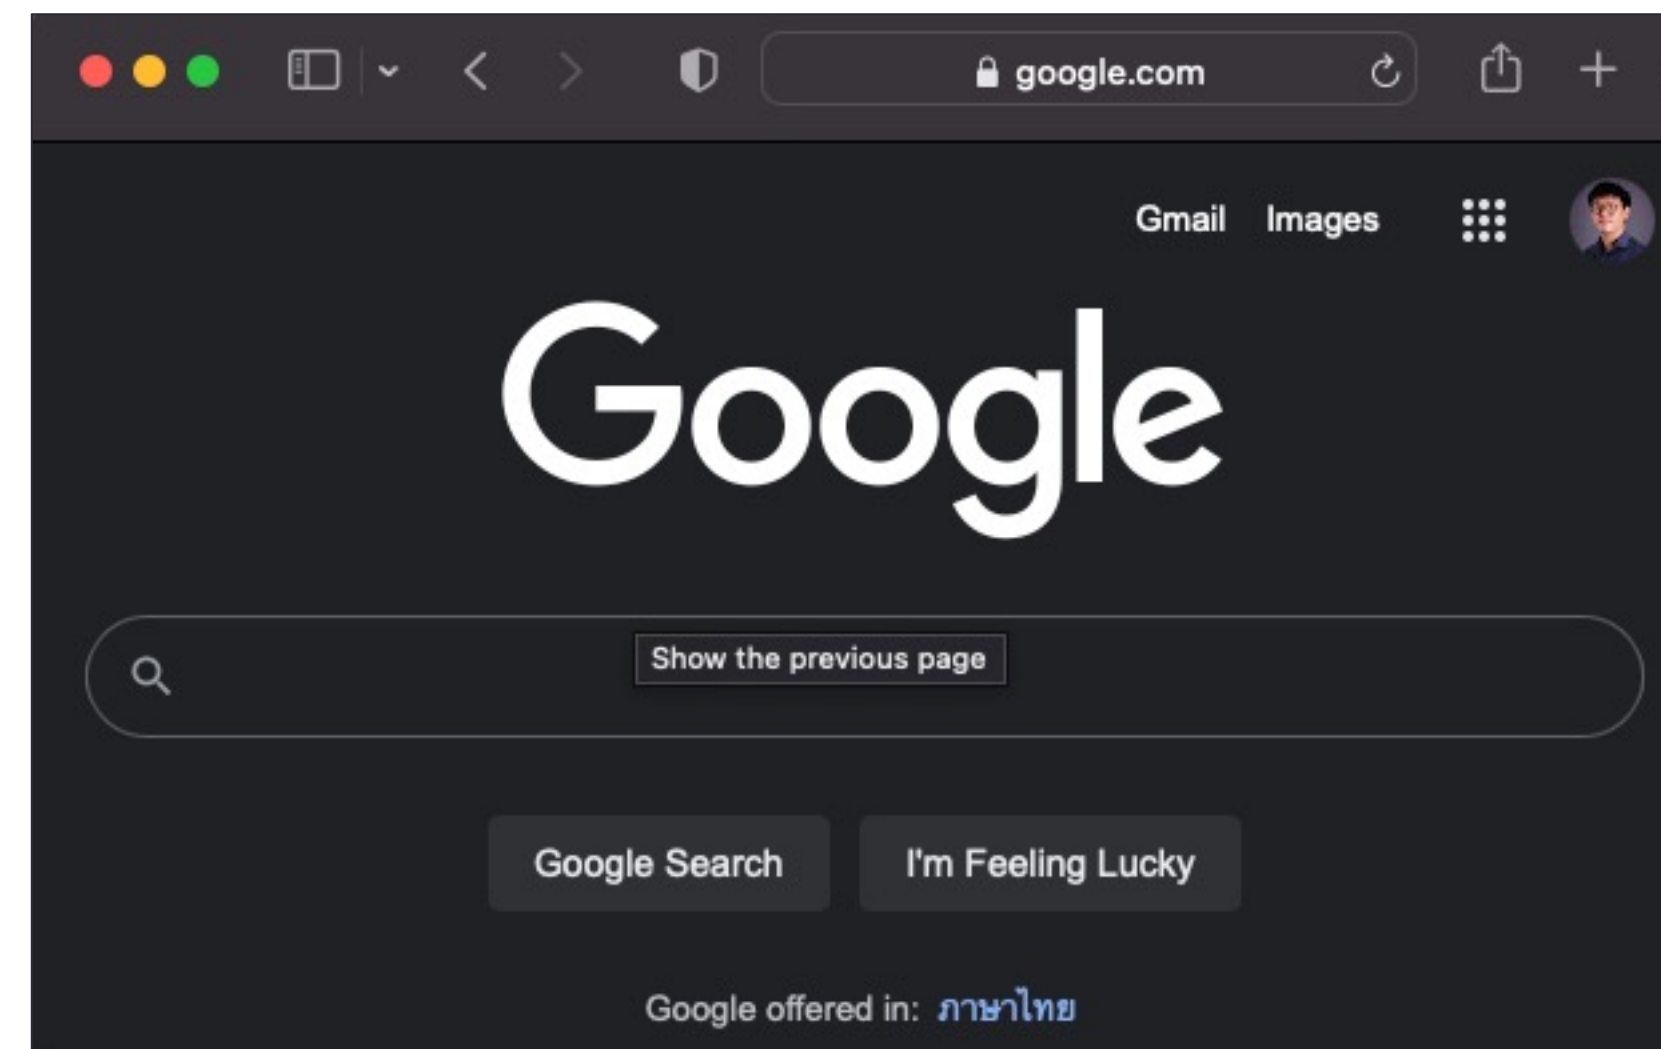 google.com
Gmail Images
Google
Show the previous page
Google Search I'm Feeling Lucky
Google offered in: ภาษาไทย